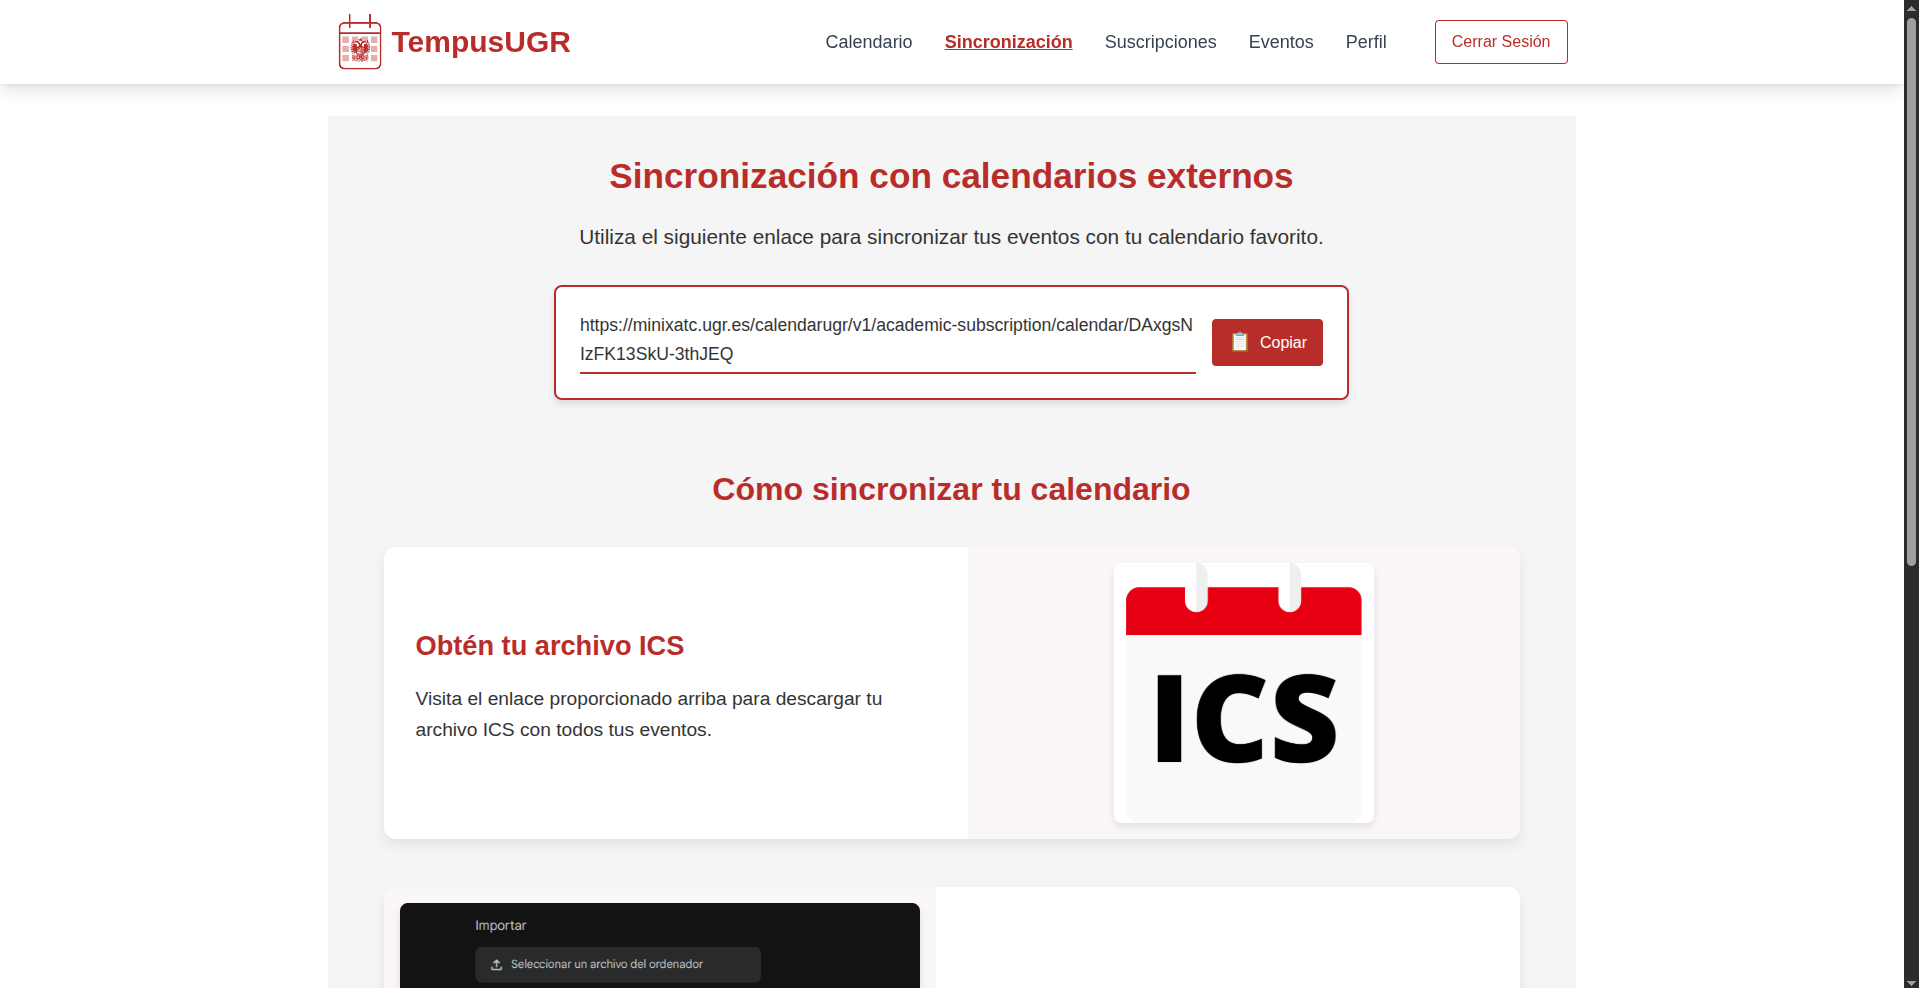 TempusUGR
Calendario
Sincronización
Suscripciones
Eventos
Perfil
Cerrar Sesión
Sincronización con calendarios externos
Utiliza el siguiente enlace para sincronizar tus eventos con tu calendario favorito.
https://minixatc.ugr.es/calendarugr/v1/academic-subscription/calendar/DAxgsN
IzFK13SkU-3thJEQ
Copiar
Cómo sincronizar tu calendario
Obtén tu archivo ICS
Visita el enlace proporcionado arriba para descargar tu
archivo ICS con todos tus eventos.
ICS
Importar
Seleccionar un archivo del ordenador